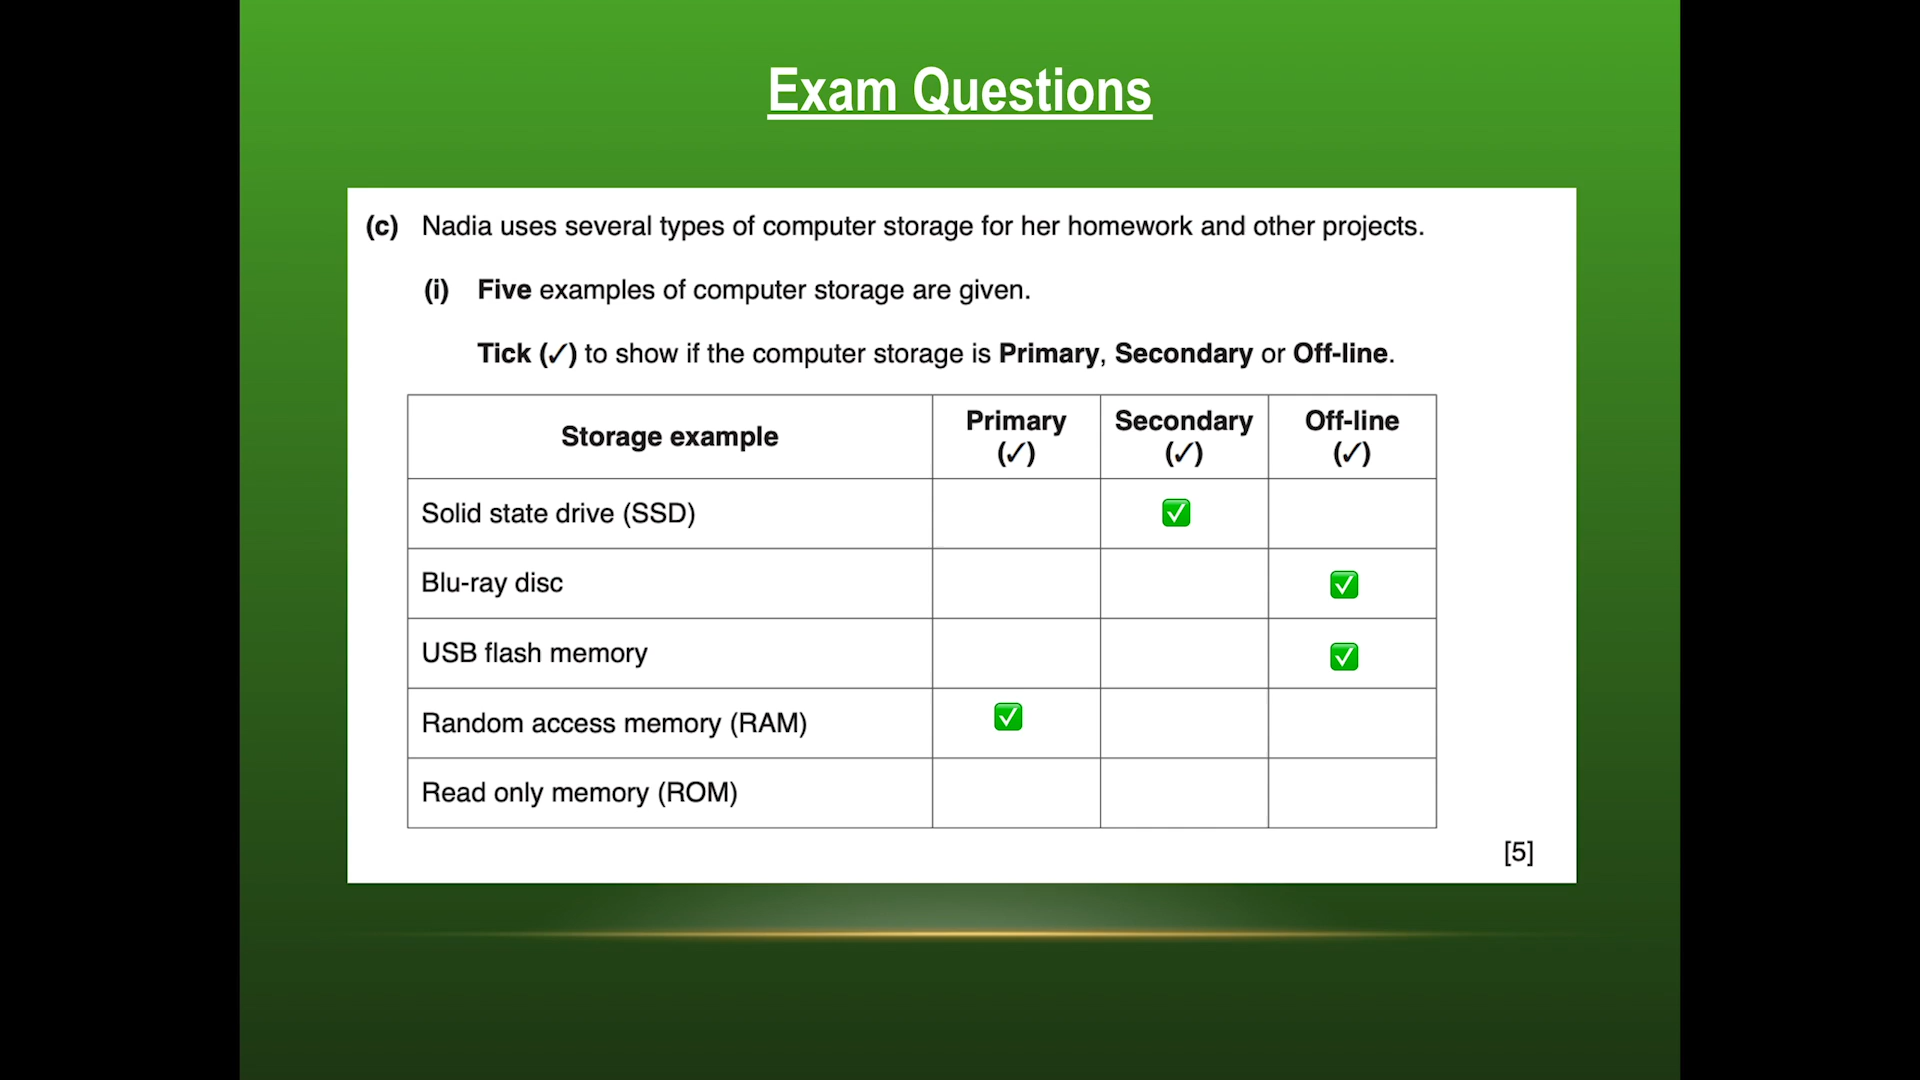 Exam Questions
(c) Nadia uses several types of computer storage for her homework and other projects.
(i) Five examples of computer storage are given.
Tick (✓) to show if the computer storage is Primary, Secondary or Off-line.
Storage example Primary (✓) Secondary (✓) Off-line (✓)
Solid state drive (SSD) ✅
Blu-ray disc ✅
USB flash memory ✅
Random access memory (RAM) ✅
Read only memory (ROM)
[5]